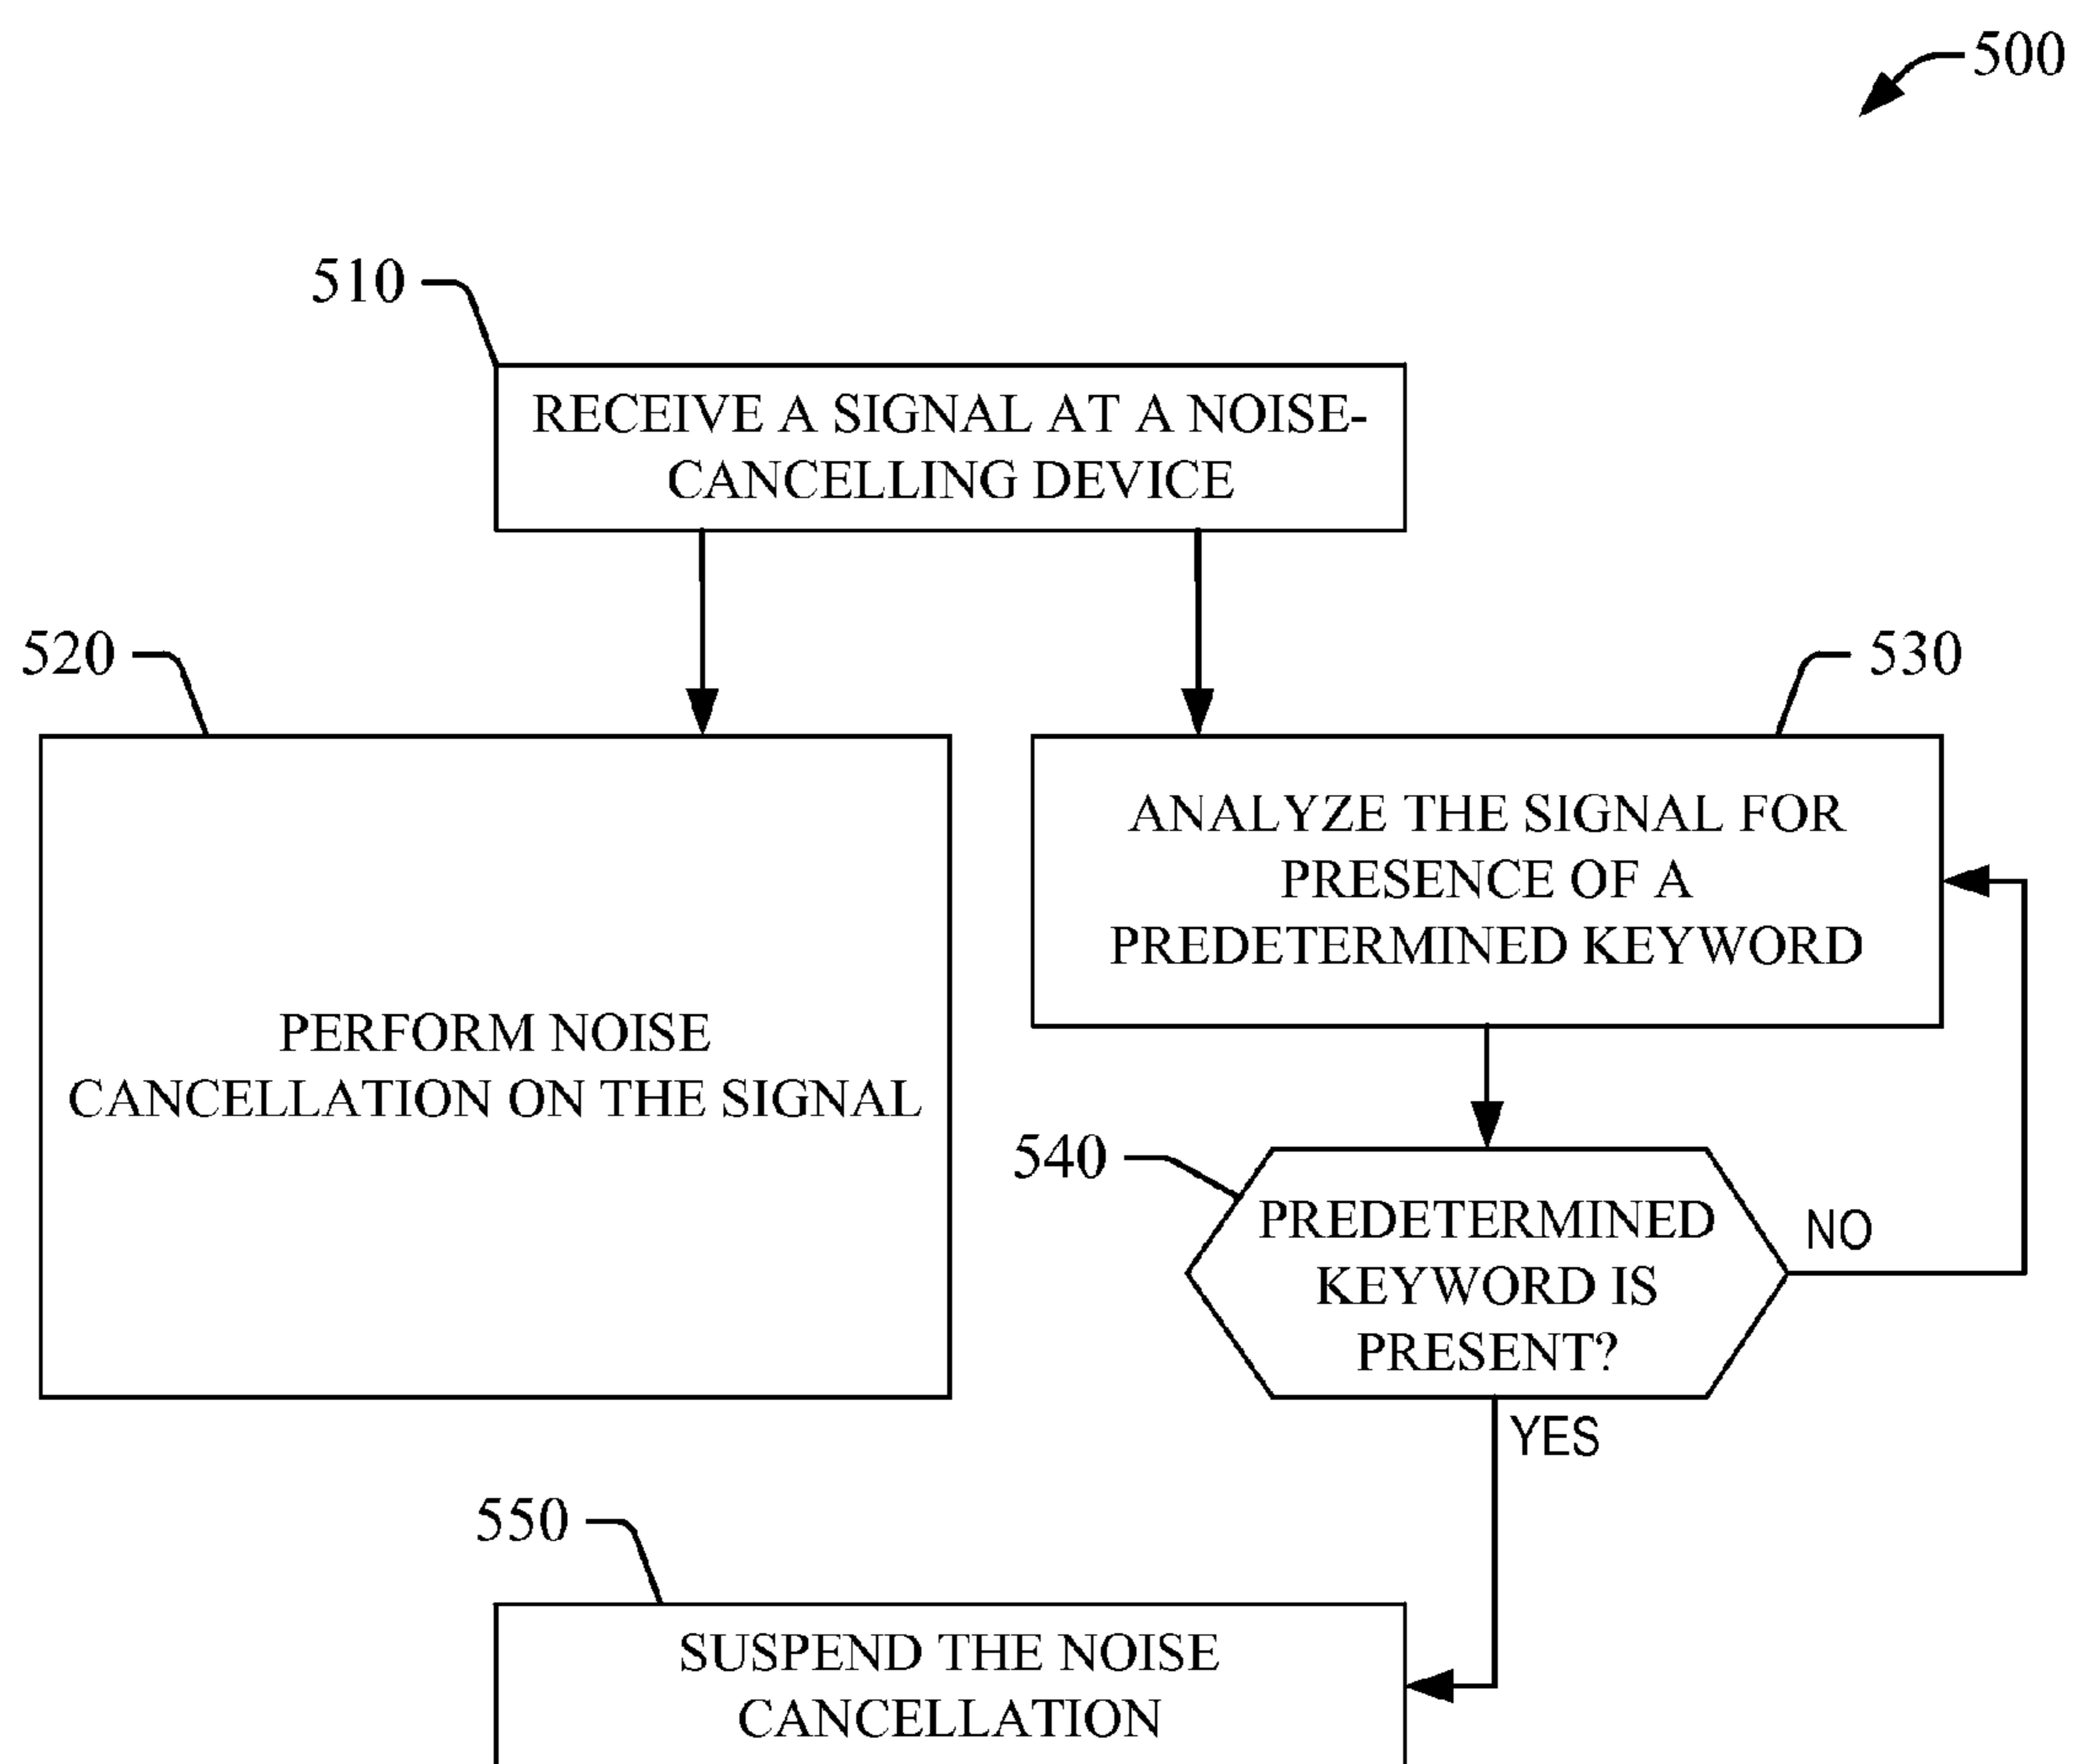 500
510
RECEIVE A SIGNAL AT A NOISE-
CANCELLING DEVICE
520
530
ANALYZE THE SIGNAL FOR
PRESENCE OF A
PREDETERMINED KEYWORD
PERFORM NOISE
CANCELLATION ON THE SIGNAL
540
PREDETERMINED
KEYWORD IS
PRESENT?
NO
YES
550
SUSPEND THE NOISE
CANCELLATION